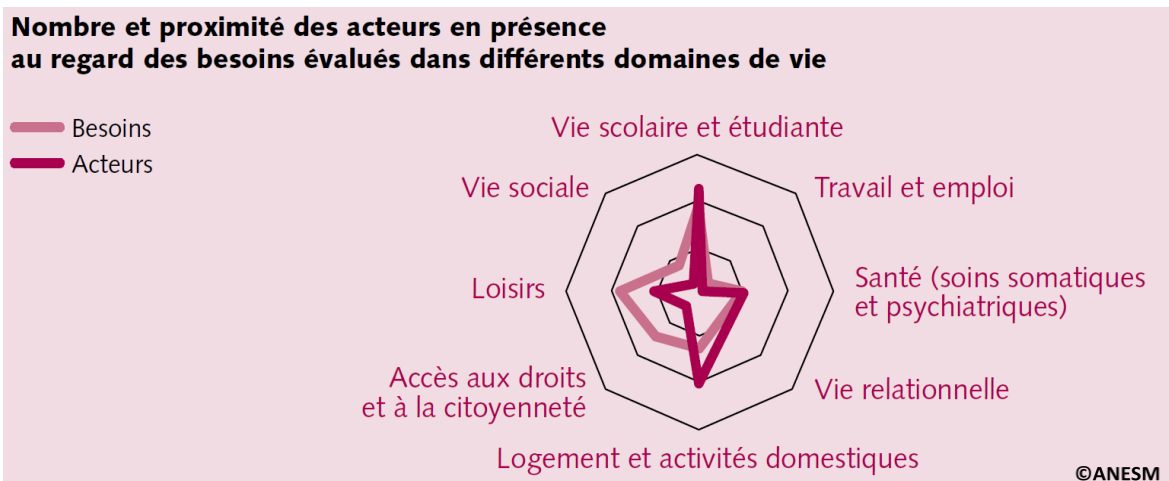 Nombre et proximité des acteurs en présence
au regard des besoins évalués dans différents domaines de vie
Besoins
Acteurs
Vie scolaire et étudiante
Vie sociale
Travail et emploi
Loisirs
Santé (soins somatiques
et psychiatriques)
Accès aux droits
et à la citoyenneté
Vie relationnelle
Logement et activités domestiques
©ANESM